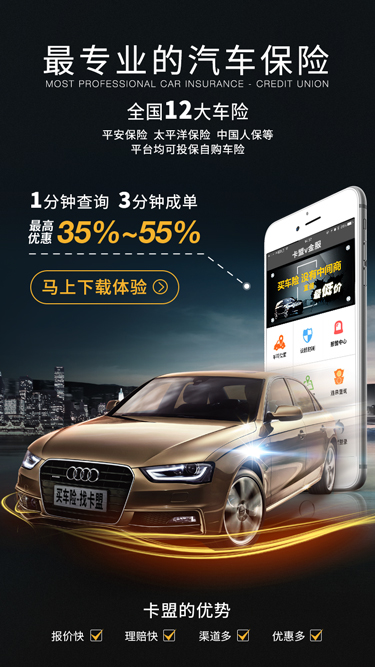 最专业的汽车保险
MOST PROFESSIONAL CAR INSURANCE - CREDIT UNION
全国12大车险
平安保险 太平洋保险 中国人保等
平台均可投保自购车险
1分钟查询 3分钟成单
最高优惠 35%~55%
马上下载体验
卡盟v金服
买车险 没有中间商
最低价
买车险·找卡盟
卡盟的优势
报价快 理赔快 渠道多 优惠多